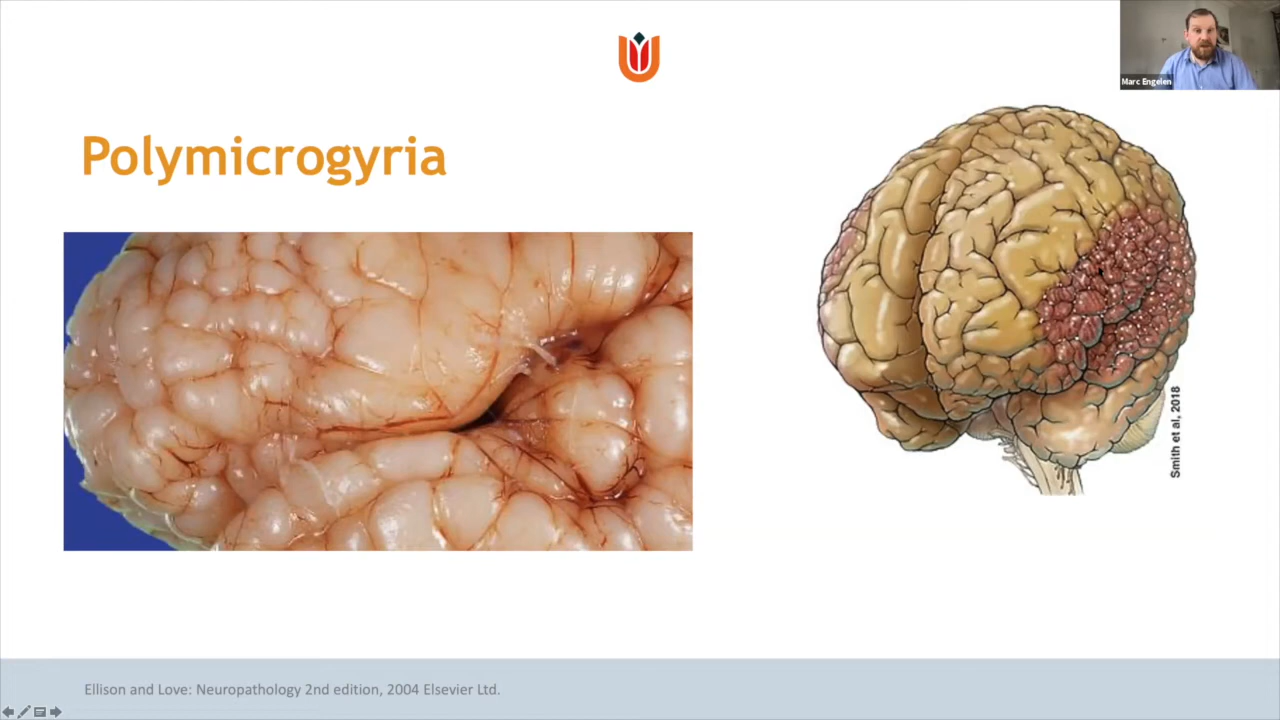 Marc Engelen
Polymicrogyria
Smith et al, 2018
Ellison and Love: Neuropathology 2nd edition, 2004 Elsevier Ltd.